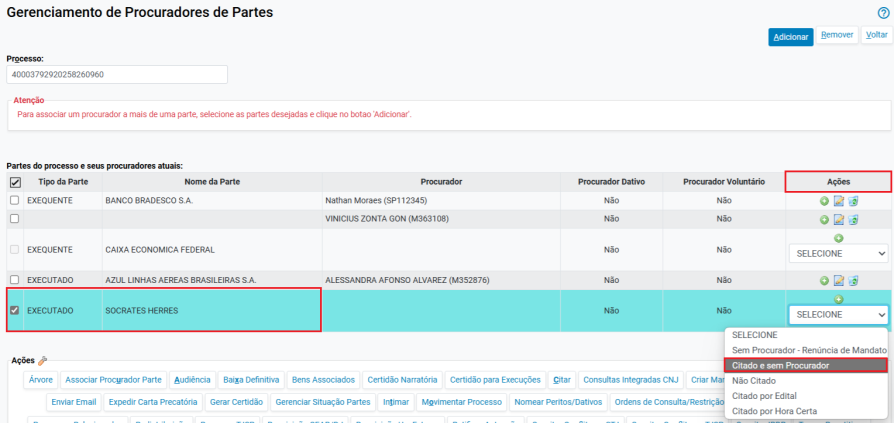 Gerenciamento de Procuradores de Partes
Adicionar Remover Voltar
Processo:
40003792920258260960
Atenção
Para associar um procurador a mais de uma parte, selecione as partes desejadas e clique no botao 'Adicionar'.
Partes do processo e seus procuradores atuais:
Tipo da Parte Nome da Parte Procurador Procurador Dativo Procurador Voluntário Ações
EXEQUENTE BANCO BRADESCO S.A. Nathan Moraes (SP112345) Não Não
VINICIUS ZONTA GON (M363108) Não Não
EXEQUENTE CAIXA ECONOMICA FEDERAL Não Não SELECIONE
EXECUTADO AZUL LINHAS AEREAS BRASILEIRAS S.A. ALESSANDRA AFONSO ALVAREZ (M352876) Não Não
EXECUTADO SOCRATES HERRES Não Não SELECIONE
SELECIONE
Sem Procurador - Renúncia de Mandato
Citado e sem Procurador
Não Citado
Citado por Edital
Citado por Hora Certa
Ações
Árvore Associar Procurador Parte Audiência Baixa Definitiva Bens Associados Certidão Narratória Certidão para Execuções Citar Consultas Integradas CNJ Criar
Enviar Email Expedir Carta Precatória Gerar Certidão Gerenciar Situação Partes Intimar Movimentar Processo Nomear Peritos/Dativos Ordens de Consulta/Restrição